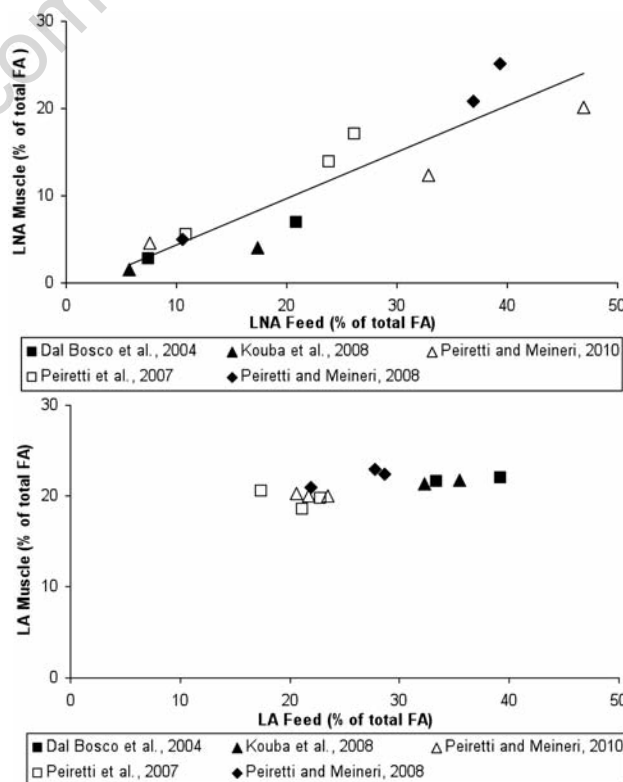 com
30
20
10
0
LNA Muscle (% of total FA )
0 10 20 30 40 50
LNA Feed (% of total FA)
Dal Bosco et al., 2004 Kouba et al., 2008 Peiretti and Meineri, 2010
Peiretti et al., 2007 Peiretti and Meineri, 2008
30
20
10
0
LA Muscle (% of total FA)
0 10 20 30 40 50
LA Feed (% of total FA)
Dal Bosco et al., 2004 Kouba et al., 2008 Peiretti and Meineri, 2010
Peiretti et al., 2007 Peiretti and Meineri, 2008